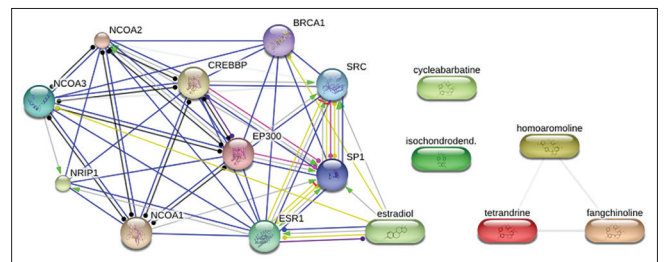 BRCA1
NCOA2
CREBBP
SRC
cycleabarbatine
NCOA3
homoaromoline
EP300
isochondrodend.
SP1
NRIP1
NCOA1
ESR1
estradiol
tetrandrine
fangchinoline